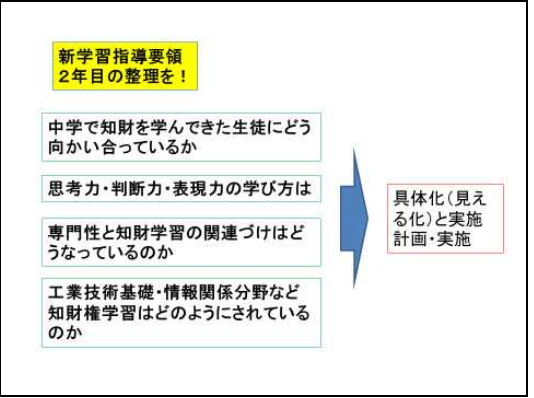 新学習指導要領
２年目の整理を！
中学で知財を学んできた生徒にどう
向かい合っているか
思考力・判断力・表現力の学び方は
専門性と知財学習の関連づけはど
うなっているのか
工業技術基礎・情報関係分野など
知財権学習はどのようにされている
のか
具体化（見え
る化）と実施
計画・実施